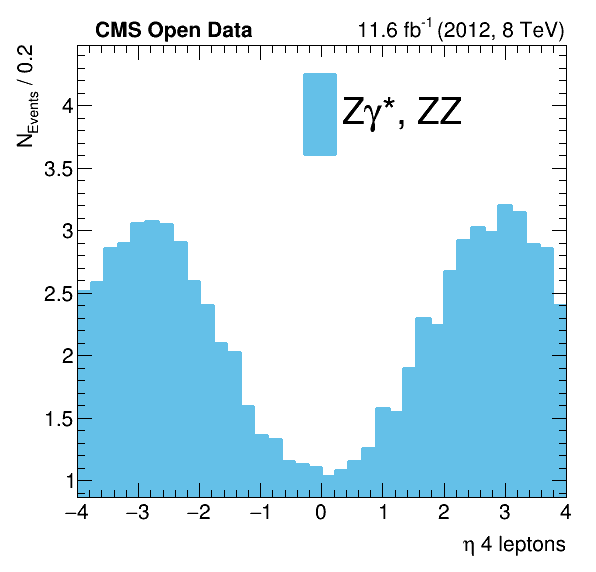 CMS Open Data
11.6 fb⁻¹ (2012, 8 TeV)
N_Events / 0.2
Zγ*, ZZ
4
3.5
3
2.5
2
1.5
1
−4 −3 −2 −1 0 1 2 3 4
η 4 leptons